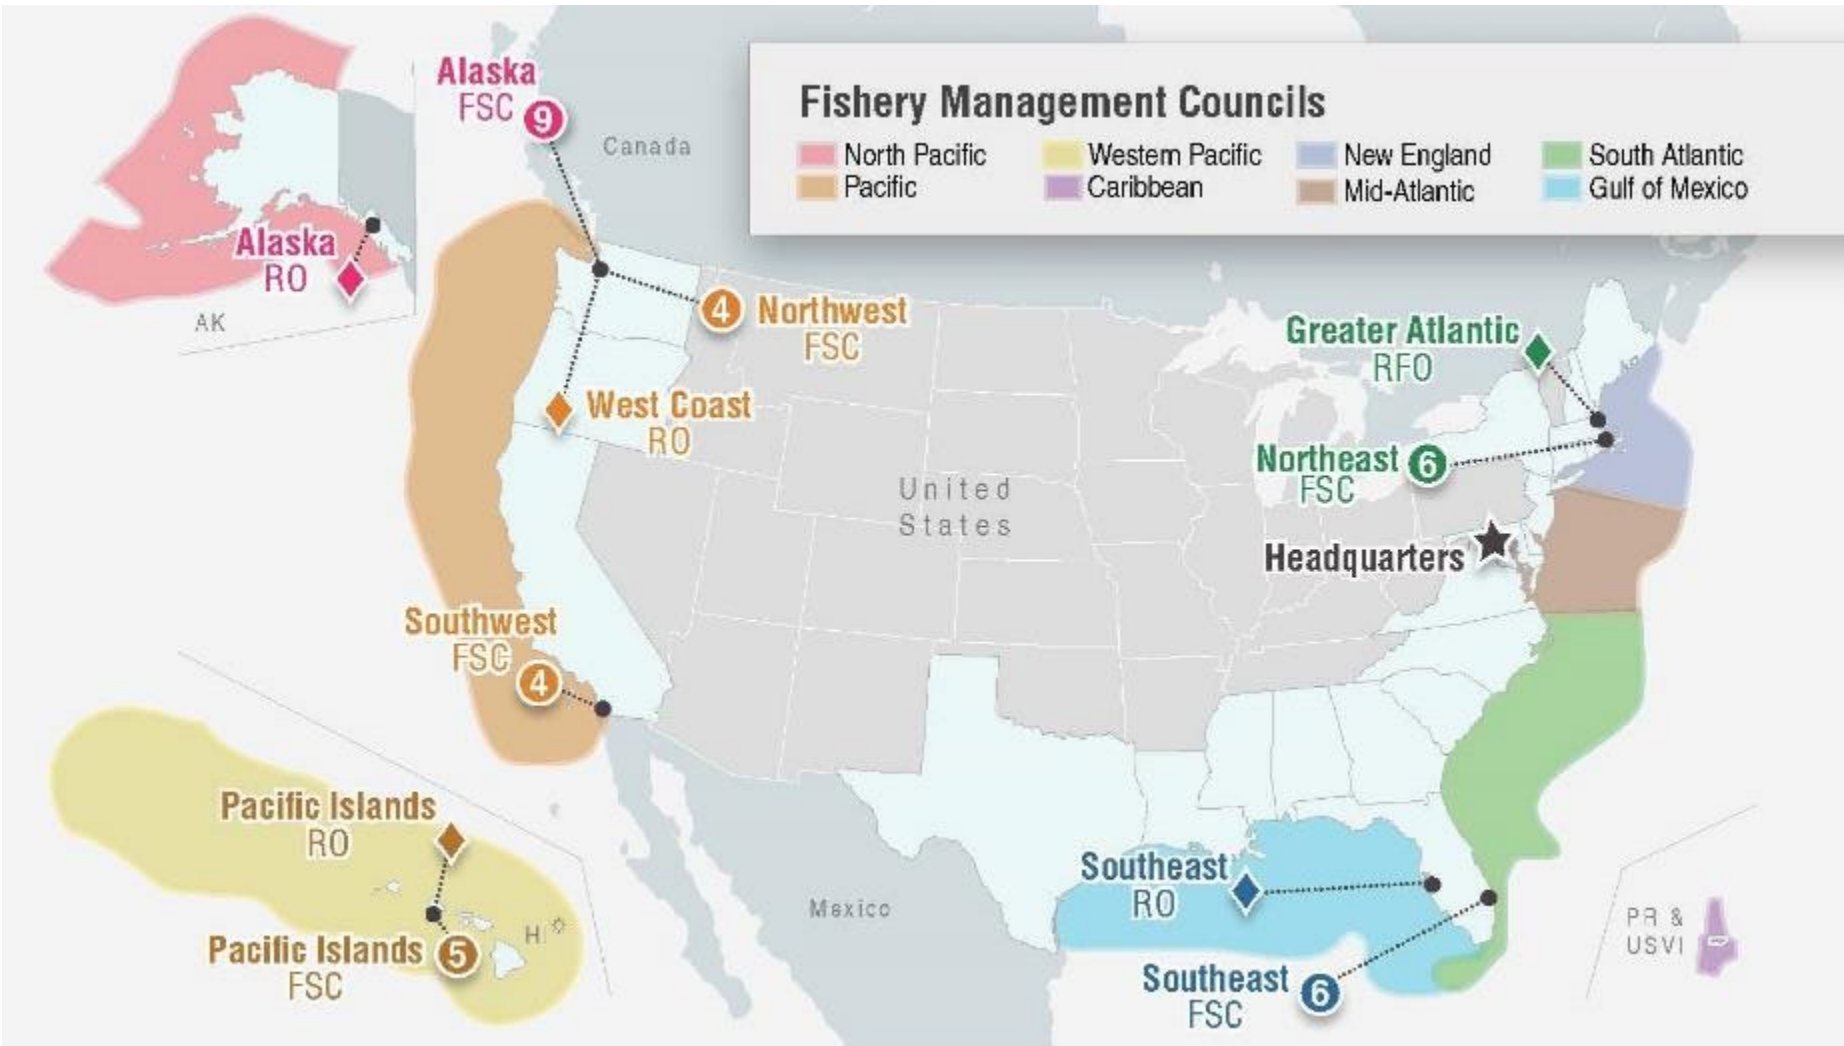 Alaska
FSC
9
Canada
Fishery Management Councils
North Pacific
Western Pacific
New England
South Atlantic
Pacific
Caribbean
Mid-Atlantic
Gulf of Mexico
Alaska
RO
AK
4
Northwest
FSC
West Coast
RO
Greater Atlantic
RFO
Northeast
FSC
6
United
States
Headquarters
Southwest
FSC
4
Pacific Islands
RO
HI
Pacific Islands
FSC
5
Mexico
Southeast
RO
Southeast
FSC
6
PR &
USVI